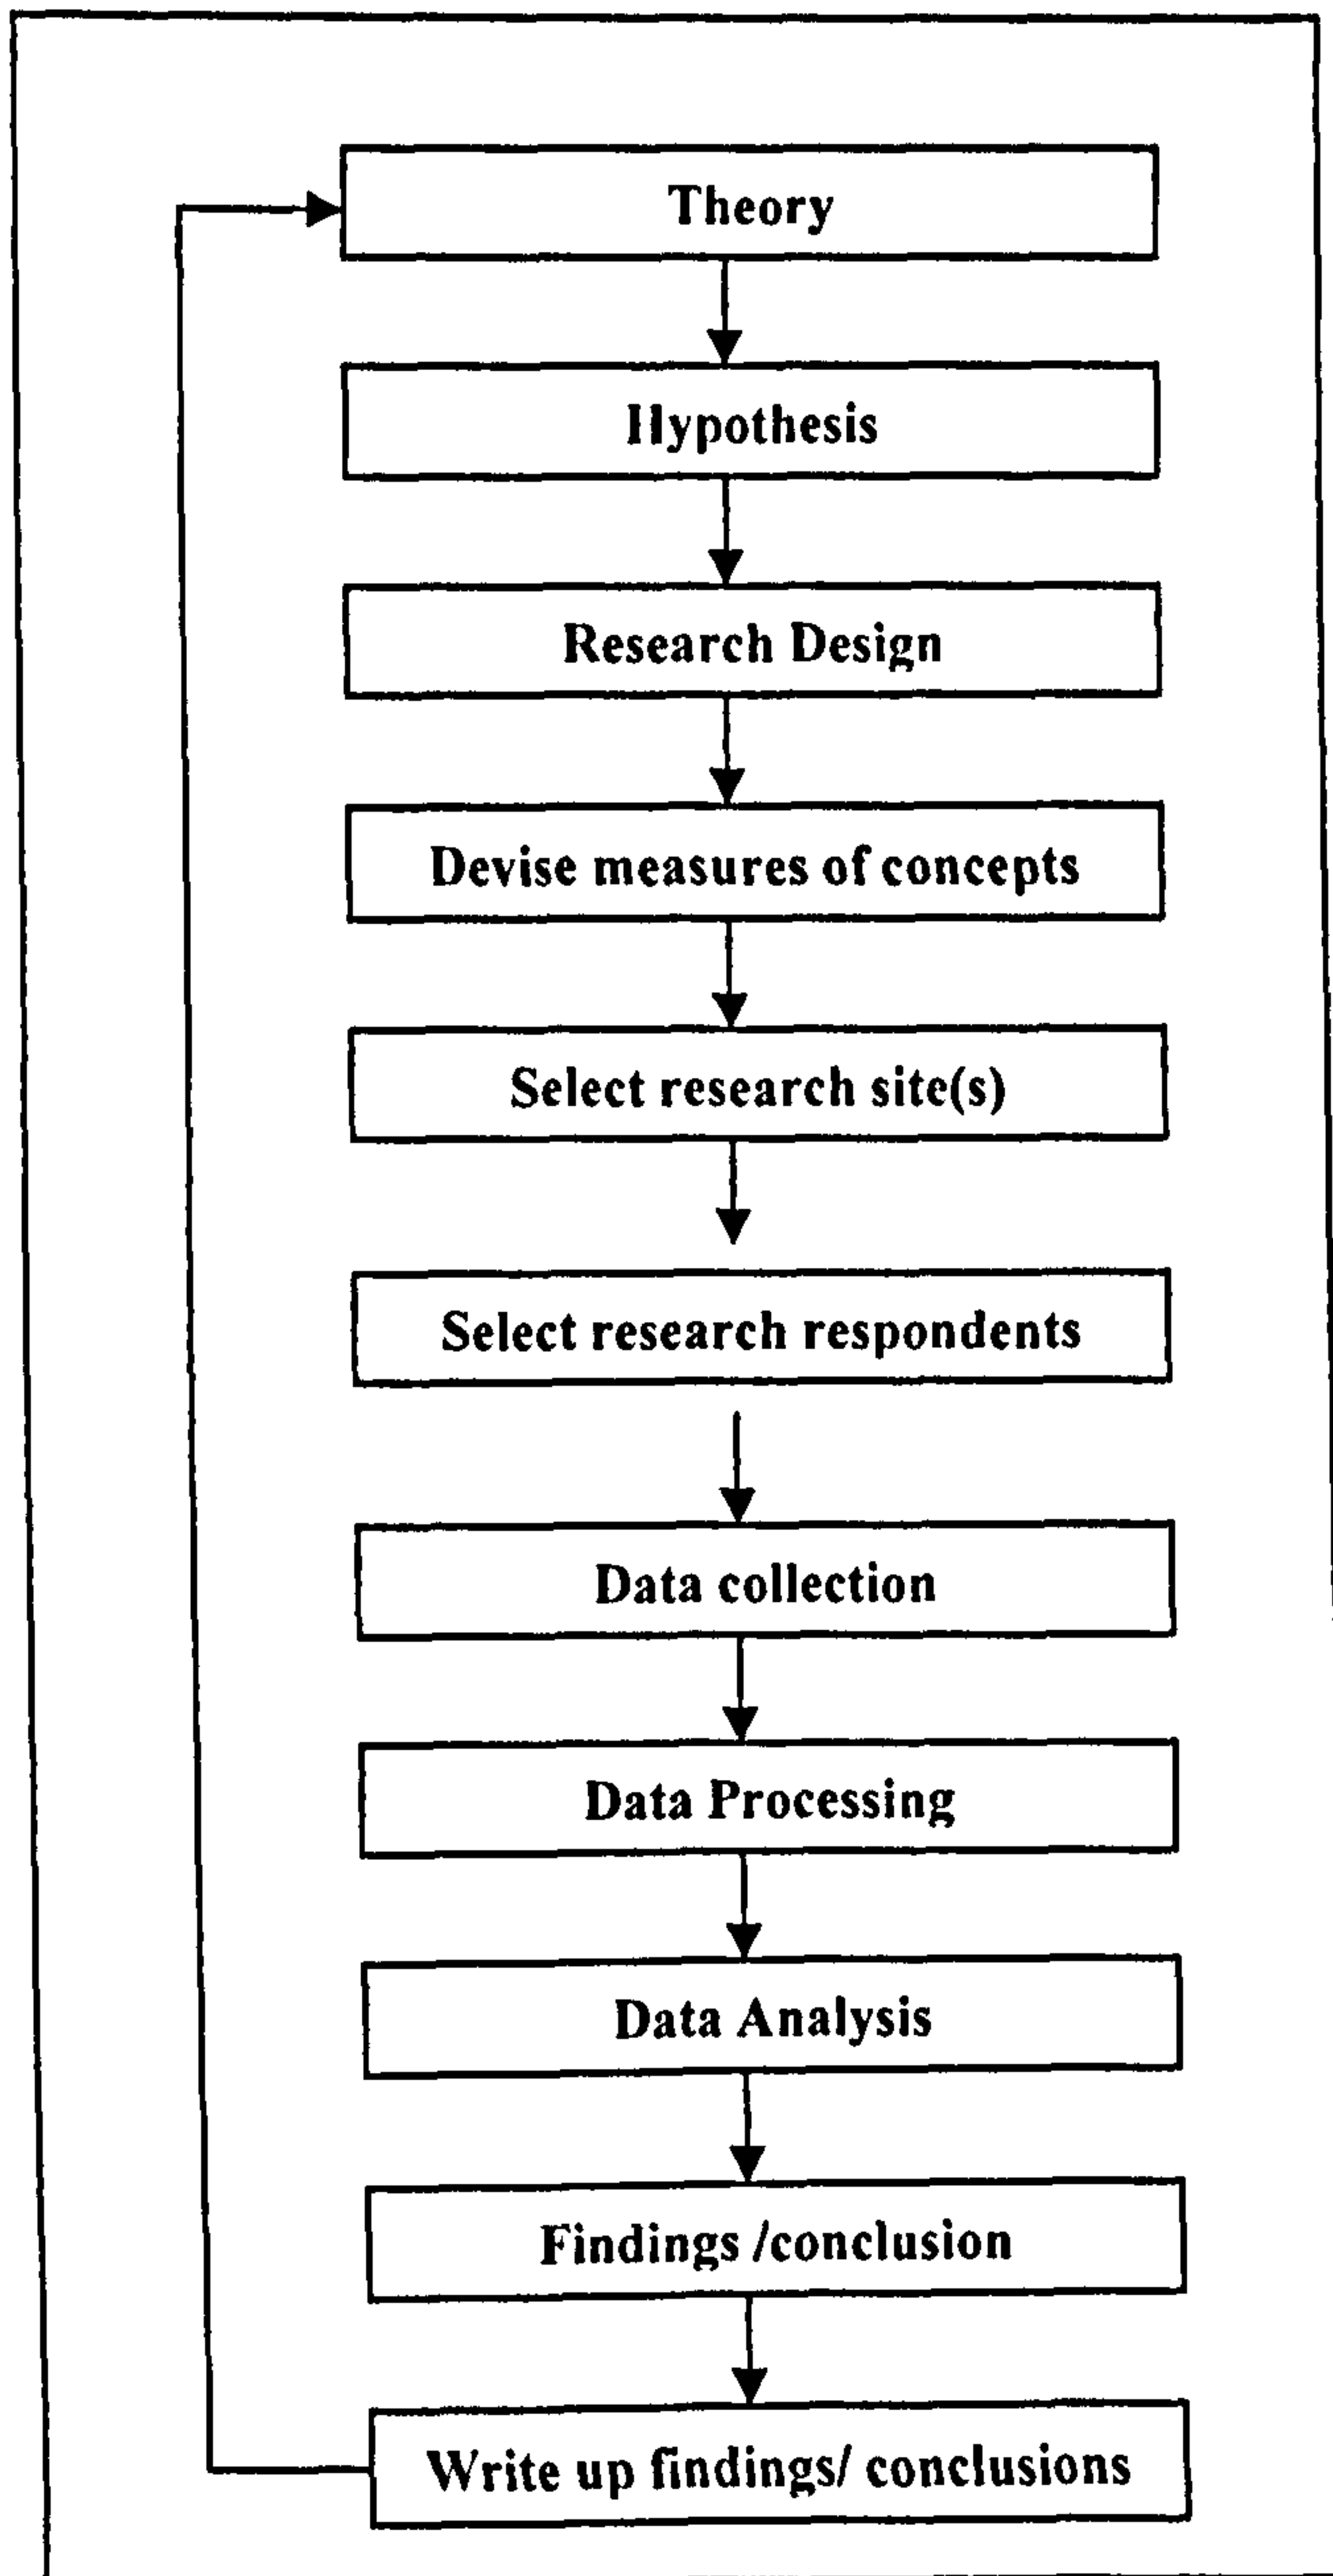 Theory
Hypothesis
Research Design
Devise measures of concepts
Select research site(s)
Select research respondents
Data collection
Data Processing
Data Analysis
Findings /conclusion
Write up findings/ conclusions